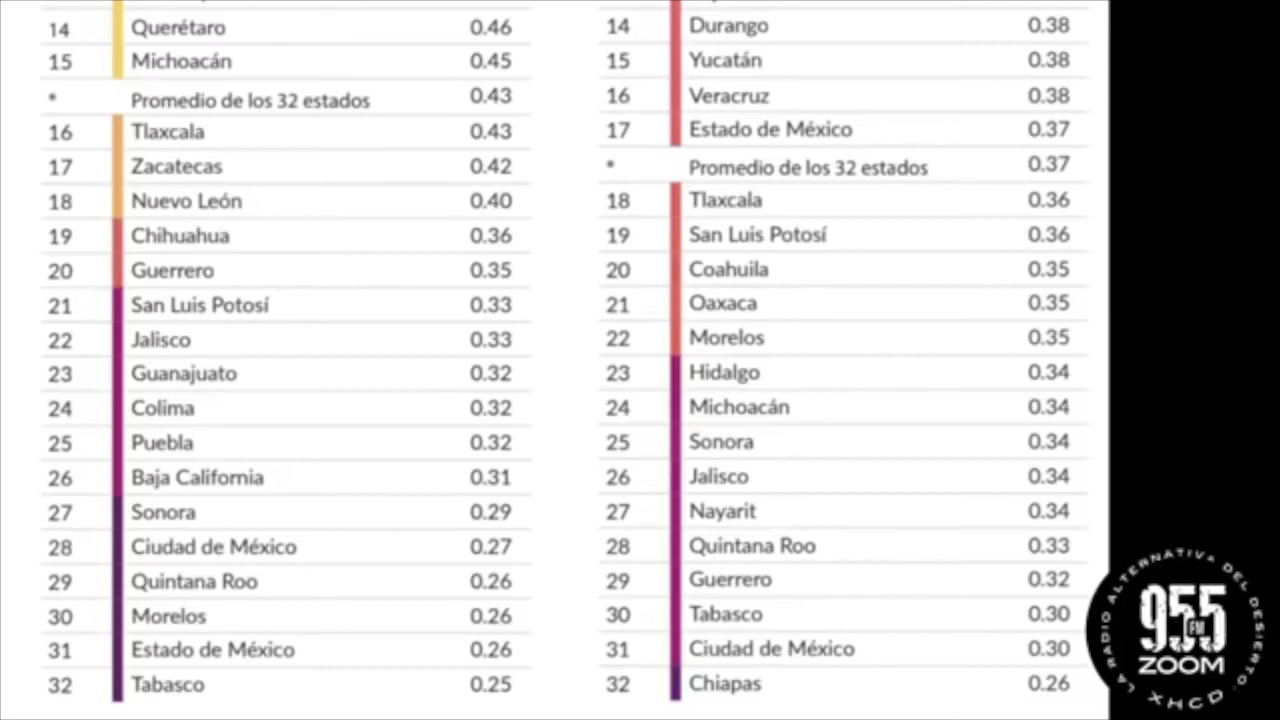 14 Querétaro 0.46
15 Michoacán 0.45
* Promedio de los 32 estados 0.43
16 Tlaxcala 0.43
17 Zacatecas 0.42
18 Nuevo León 0.40
19 Chihuahua 0.36
20 Guerrero 0.35
21 San Luis Potosí 0.33
22 Jalisco 0.33
23 Guanajuato 0.32
24 Colima 0.32
25 Puebla 0.32
26 Baja California 0.31
27 Sonora 0.29
28 Ciudad de México 0.27
29 Quintana Roo 0.26
30 Morelos 0.26
31 Estado de México 0.26
32 Tabasco 0.25
14 Durango 0.38
15 Yucatán 0.38
16 Veracruz 0.38
17 Estado de México 0.37
* Promedio de los 32 estados 0.37
18 Tlaxcala 0.36
19 San Luis Potosí 0.36
20 Coahuila 0.35
21 Oaxaca 0.35
22 Morelos 0.35
23 Hidalgo 0.34
24 Michoacán 0.34
25 Sonora 0.34
26 Jalisco 0.34
27 Nayarit 0.34
28 Quintana Roo 0.33
29 Guerrero 0.32
30 Tabasco 0.30
31 Ciudad de México 0.30
32 Chiapas 0.26
LA RADIO ALTERNATIVA DEL DESIERTO
955
FM
ZOOM
XHCD